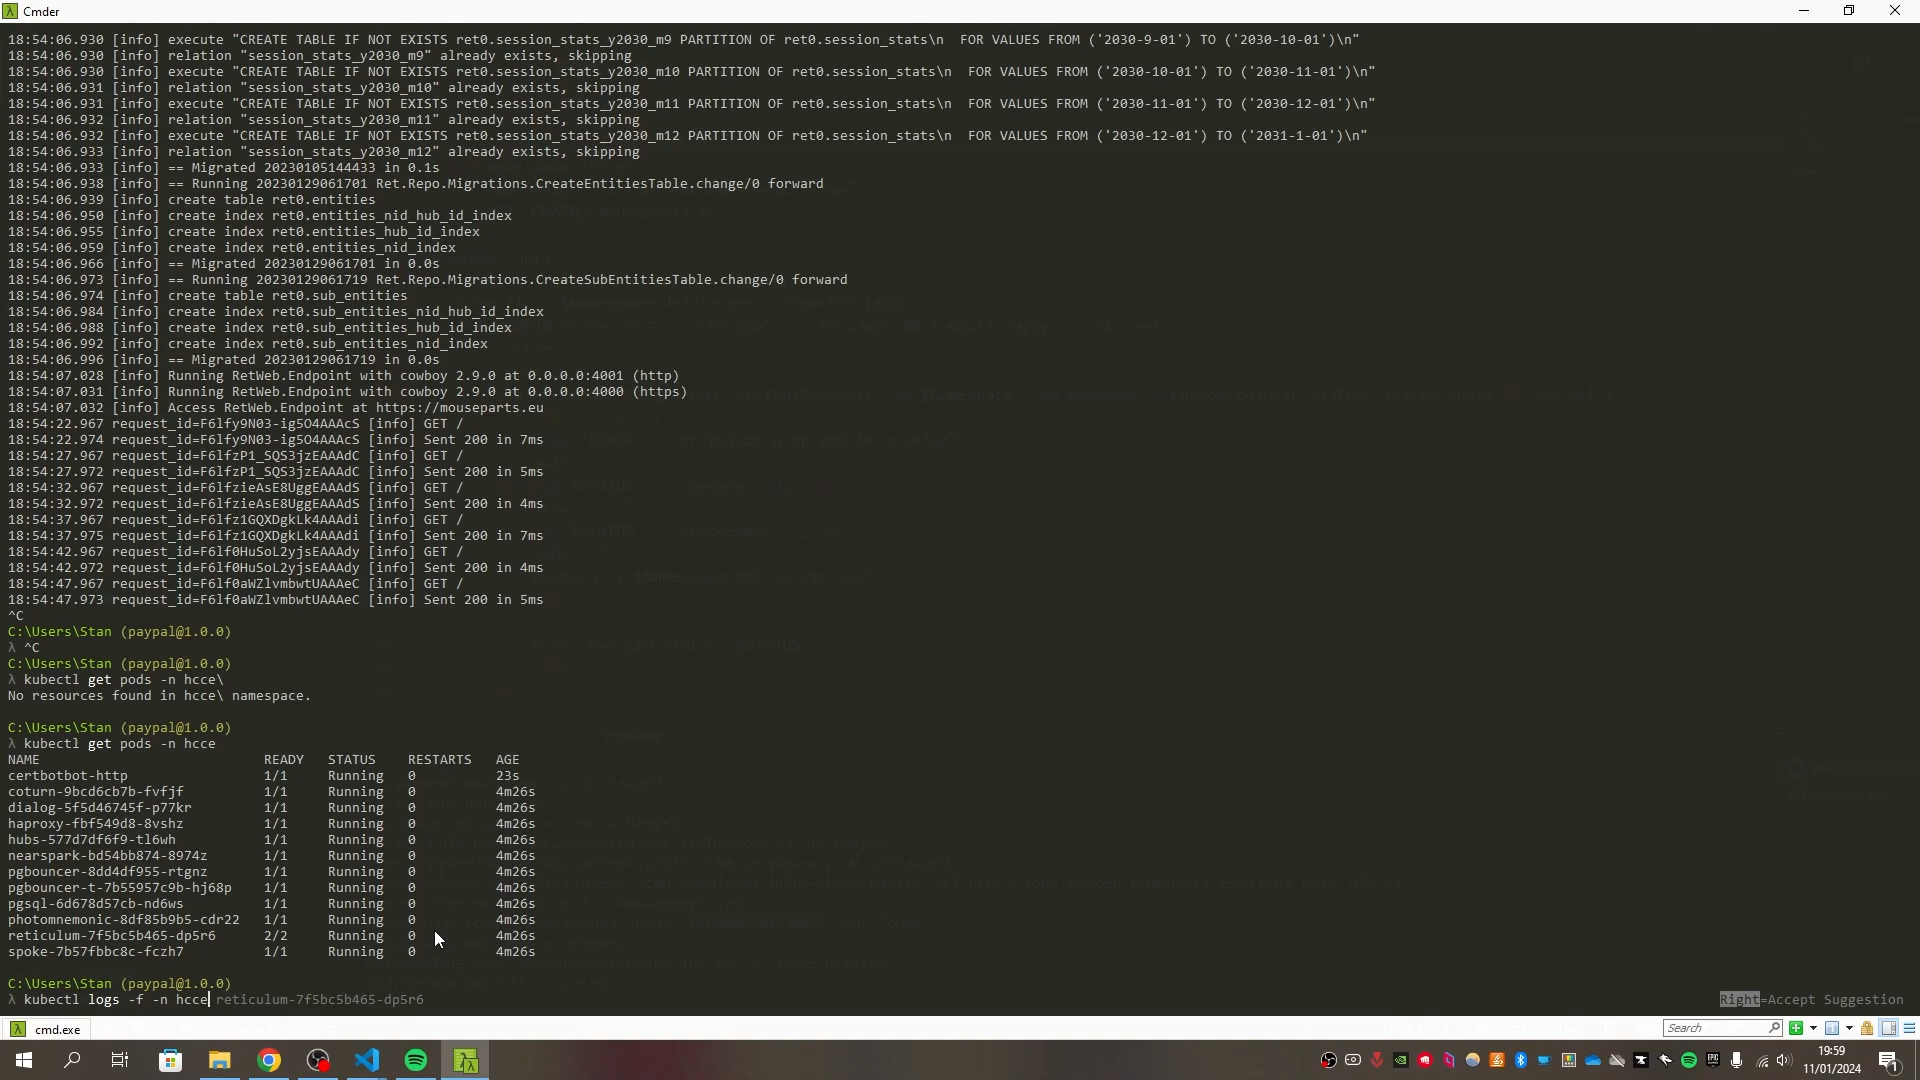 Cmder
18:54:06.930 [info] execute "CREATE TABLE IF NOT EXISTS ret0.session_stats_y2030_m9 PARTITION OF ret0.session_stats\n  FOR VALUES FROM ('2030-9-01') TO ('2030-10-01')\n"
18:54:06.930 [info] relation "session_stats_y2030_m9" already exists, skipping
18:54:06.930 [info] execute "CREATE TABLE IF NOT EXISTS ret0.session_stats_y2030_m10 PARTITION OF ret0.session_stats\n  FOR VALUES FROM ('2030-10-01') TO ('2030-11-01')\n"
18:54:06.931 [info] relation "session_stats_y2030_m10" already exists, skipping
18:54:06.931 [info] execute "CREATE TABLE IF NOT EXISTS ret0.session_stats_y2030_m11 PARTITION OF ret0.session_stats\n  FOR VALUES FROM ('2030-11-01') TO ('2030-12-01')\n"
18:54:06.932 [info] relation "session_stats_y2030_m11" already exists, skipping
18:54:06.932 [info] execute "CREATE TABLE IF NOT EXISTS ret0.session_stats_y2030_m12 PARTITION OF ret0.session_stats\n  FOR VALUES FROM ('2030-12-01') TO ('2031-1-01')\n"
18:54:06.933 [info] relation "session_stats_y2030_m12" already exists, skipping
18:54:06.933 [info] == Migrated 20230105144433 in 0.1s
18:54:06.938 [info] == Running 20230129061701 Ret.Repo.Migrations.CreateEntitiesTable.change/0 forward
18:54:06.939 [info] create table ret0.entities
18:54:06.950 [info] create index ret0.entities_nid_hub_id_index
18:54:06.955 [info] create index ret0.entities_hub_id_index
18:54:06.959 [info] create index ret0.entities_nid_index
18:54:06.966 [info] == Migrated 20230129061701 in 0.0s
18:54:06.973 [info] == Running 20230129061719 Ret.Repo.Migrations.CreateSubEntitiesTable.change/0 forward
18:54:06.974 [info] create table ret0.sub_entities
18:54:06.984 [info] create index ret0.sub_entities_nid_hub_id_index
18:54:06.988 [info] create index ret0.sub_entities_hub_id_index
18:54:06.992 [info] create index ret0.sub_entities_nid_index
18:54:06.996 [info] == Migrated 20230129061719 in 0.0s
18:54:07.028 [info] Running RetWeb.Endpoint with cowboy 2.9.0 at 0.0.0.0:4001 (http)
18:54:07.031 [info] Running RetWeb.Endpoint with cowboy 2.9.0 at 0.0.0.0:4000 (https)
18:54:07.032 [info] Access RetWeb.Endpoint at https://mouseparts.eu
18:54:22.967 request_id=F6lfy9N03-ig5O4AAAcS [info] GET /
18:54:22.974 request_id=F6lfy9N03-ig5O4AAAcS [info] Sent 200 in 7ms
18:54:27.967 request_id=F6lfzP1_SQS3jzEAAAdC [info] GET /
18:54:27.972 request_id=F6lfzP1_SQS3jzEAAAdC [info] Sent 200 in 5ms
18:54:32.967 request_id=F6lfzieAsE8UggEAAAdS [info] GET /
18:54:32.972 request_id=F6lfzieAsE8UggEAAAdS [info] Sent 200 in 4ms
18:54:37.967 request_id=F6lfz1GQXDgkLk4AAAdi [info] GET /
18:54:37.975 request_id=F6lfz1GQXDgkLk4AAAdi [info] Sent 200 in 7ms
18:54:42.967 request_id=F6lf0HuSoL2yjsEAAAdy [info] GET /
18:54:42.972 request_id=F6lf0HuSoL2yjsEAAAdy [info] Sent 200 in 4ms
18:54:47.967 request_id=F6lf0aWZlvmbwtUAAAeC [info] GET /
18:54:47.973 request_id=F6lf0aWZlvmbwtUAAAeC [info] Sent 200 in 5ms
^C
C:\Users\Stan (paypal@1.0.0)
λ ^C
C:\Users\Stan (paypal@1.0.0)
λ kubectl get pods -n hcce\
No resources found in hcce\ namespace.
C:\Users\Stan (paypal@1.0.0)
λ kubectl get pods -n hcce
NAME READY STATUS RESTARTS AGE
certbotbot-http 1/1 Running 0 23s
coturn-9bcd6cb7b-fvfjf 1/1 Running 0 4m26s
dialog-5f5d46745f-p77kr 1/1 Running 0 4m26s
haproxy-fbf549d8-8vshz 1/1 Running 0 4m26s
hubs-577d7df6f9-tl6wh 1/1 Running 0 4m26s
nearspark-bd54bb874-8974z 1/1 Running 0 4m26s
pgbouncer-8dd4df955-rtgnz 1/1 Running 0 4m26s
pgbouncer-t-7b55957c9b-hj68p 1/1 Running 0 4m26s
pgsql-6d678d57cb-nd6ws 1/1 Running 0 4m26s
photomnemonic-8df85b9b5-cdr22 1/1 Running 0 4m26s
reticulum-7f5bc5b465-dp5r6 2/2 Running 0 4m26s
spoke-7b57fbbc8c-fczh7 1/1 Running 0 4m26s
C:\Users\Stan (paypal@1.0.0)
λ kubectl logs -f -n hcce reticulum-7f5bc5b465-dp5r6
Right=Accept Suggestion
cmd.exe
Search
19:59
11/01/2024